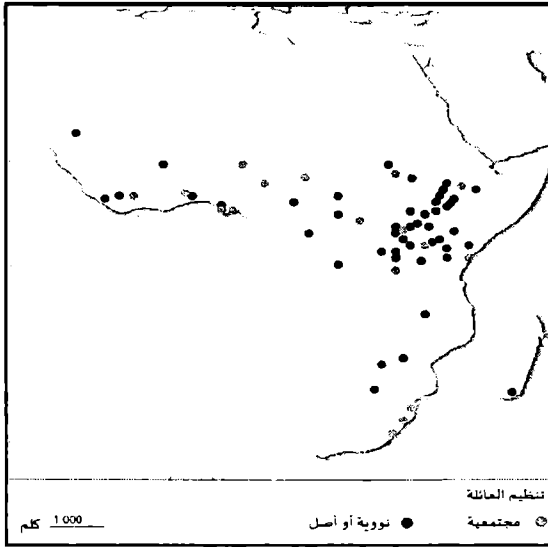 تنظيم العائلة
مجتمعية نووية أو أصل 1 000 كلم